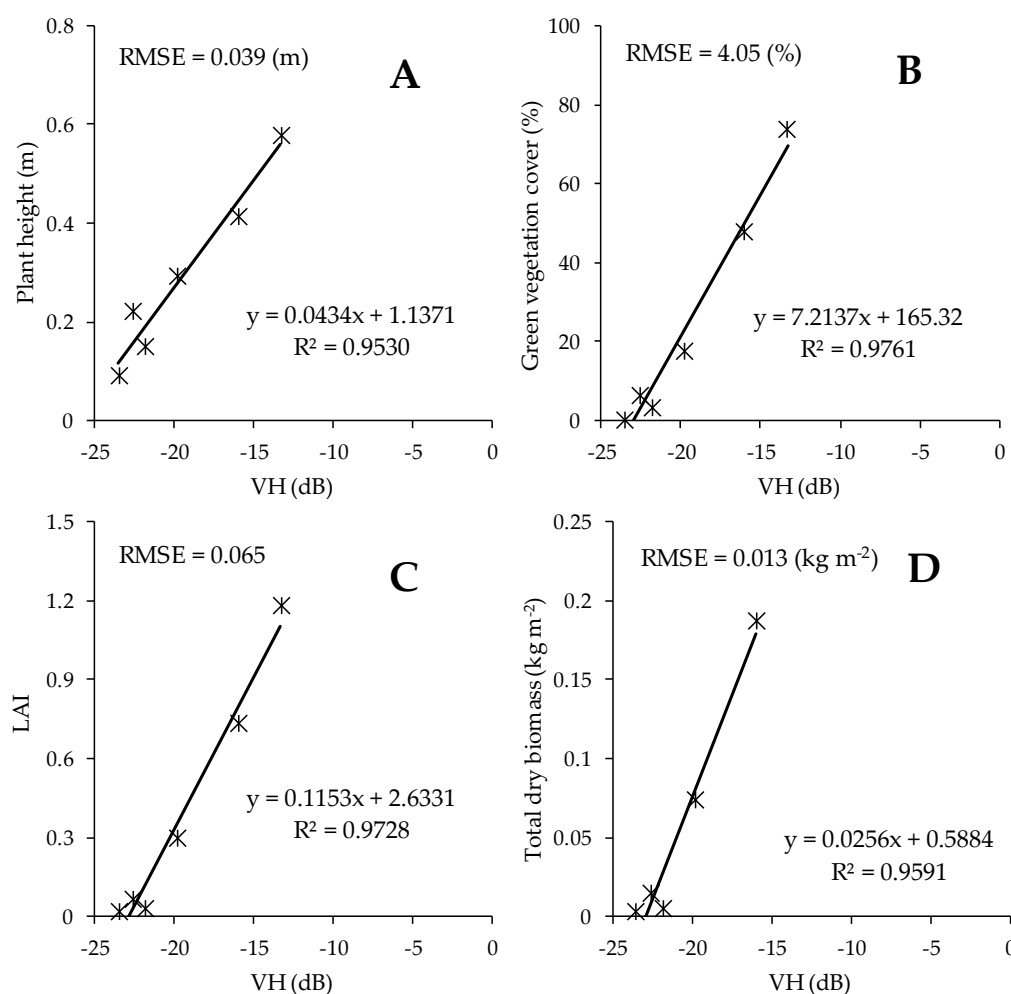 RMSE = 0.039 (m)
A
Plant height (m)
0.8
0.6
0.4
0.2
0
y = 0.0434x + 1.1371
R² = 0.9530
-25 -20 -15 -10 -5 0
VH (dB)
RMSE = 4.05 (%)
B
Green vegetation cover (%)
100
80
60
40
20
0
y = 7.2137x + 165.32
R² = 0.9761
-25 -20 -15 -10 -5 0
VH (dB)
RMSE = 0.065
C
LAI
1.5
1.2
0.9
0.6
0.3
0
y = 0.1153x + 2.6331
R² = 0.9728
-25 -20 -15 -10 -5 0
VH (dB)
RMSE = 0.013 (kg m⁻²)
D
Total dry biomass (kg m⁻²)
0.25
0.2
0.15
0.1
0.05
0
y = 0.0256x + 0.5884
R² = 0.9591
-25 -20 -15 -10 -5 0
VH (dB)